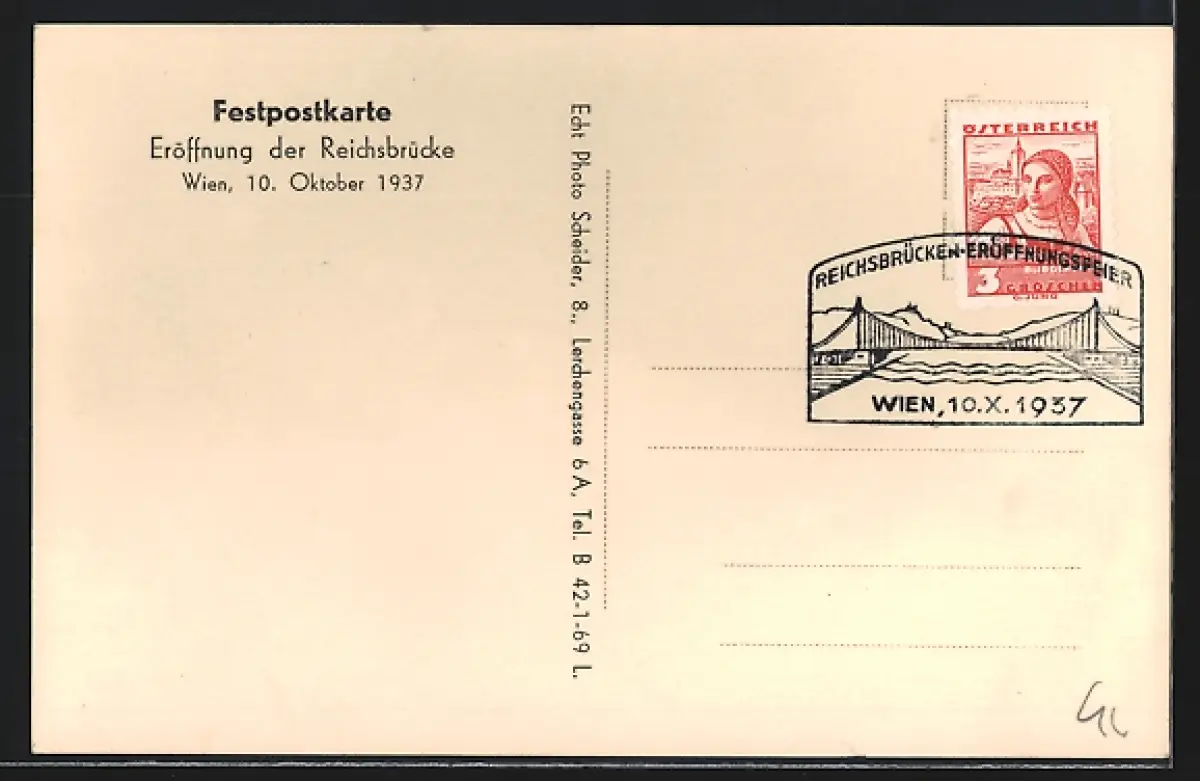 Festpostkarte
Eröffnung der Reichsbrücke
Wien, 10. Oktober 1937
Echt Photo Scheider, 8., Lerchengasse 6 A, Tel. B 42-1-69 L.
ÖSTERREICH
3
GROSCHEN
REICHSBRÜCKEN-ERÖFFNUNGSFEIER
WIEN, 10.X.1937